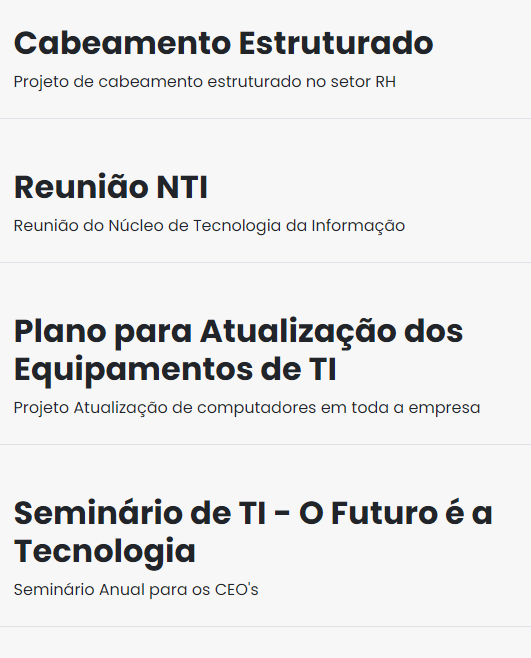 Cabeamento Estruturado
Projeto de cabeamento estruturado no setor RH
Reunião NTI
Reunião do Núcleo de Tecnologia da Informação
Plano para Atualização dos
Equipamentos de TI
Projeto Atualização de computadores em toda a empresa
Seminário de TI - O Futuro é a
Tecnologia
Seminário Anual para os CEO's